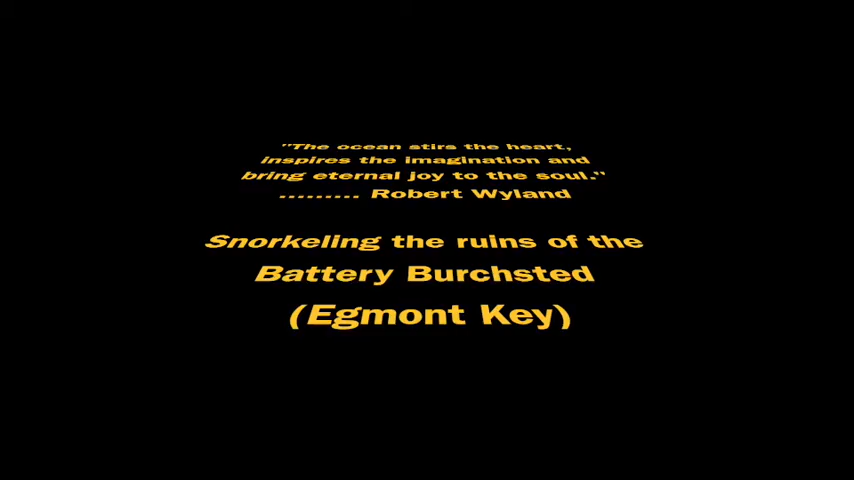 "The ocean stirs the heart,
inspires the imagination and
bring eternal joy to the soul."
......... Robert Wyland
Snorkeling the ruins of the
Battery Burchsted
(Egmont Key)